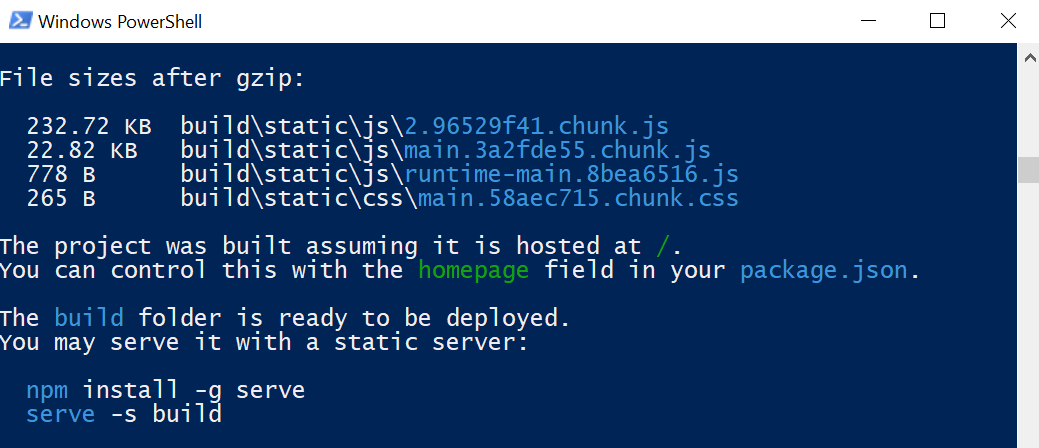 Windows PowerShell
File sizes after gzip:
232.72 KB build\static\js\2.96529f41.chunk.js
22.82 KB build\static\js\main.3a2fde55.chunk.js
778 B build\static\js\runtime-main.8bea6516.js
265 B build\static\css\main.58aec715.chunk.css
The project was built assuming it is hosted at /.
You can control this with the homepage field in your package.json.
The build folder is ready to be deployed.
You may serve it with a static server:
npm install -g serve
serve -s build